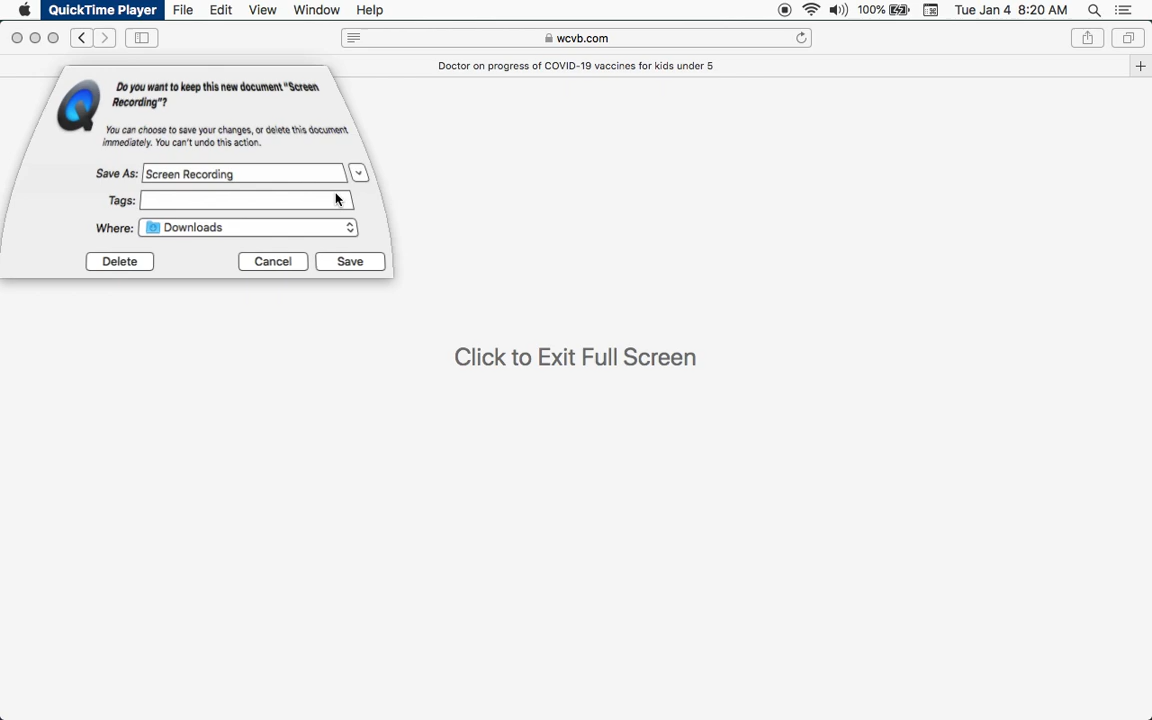 QuickTime Player File Edit View Window Help 100% Tue Jan 4 8:20 AM
wcvb.com
Doctor on progress of COVID-19 vaccines for kids under 5
Do you want to keep this new document "Screen
Recording"?
You can choose to save your changes, or delete this document
immediately. You can't undo this action.
Save As: Screen Recording
Tags:
Where: Downloads
Delete Cancel Save
Click to Exit Full Screen